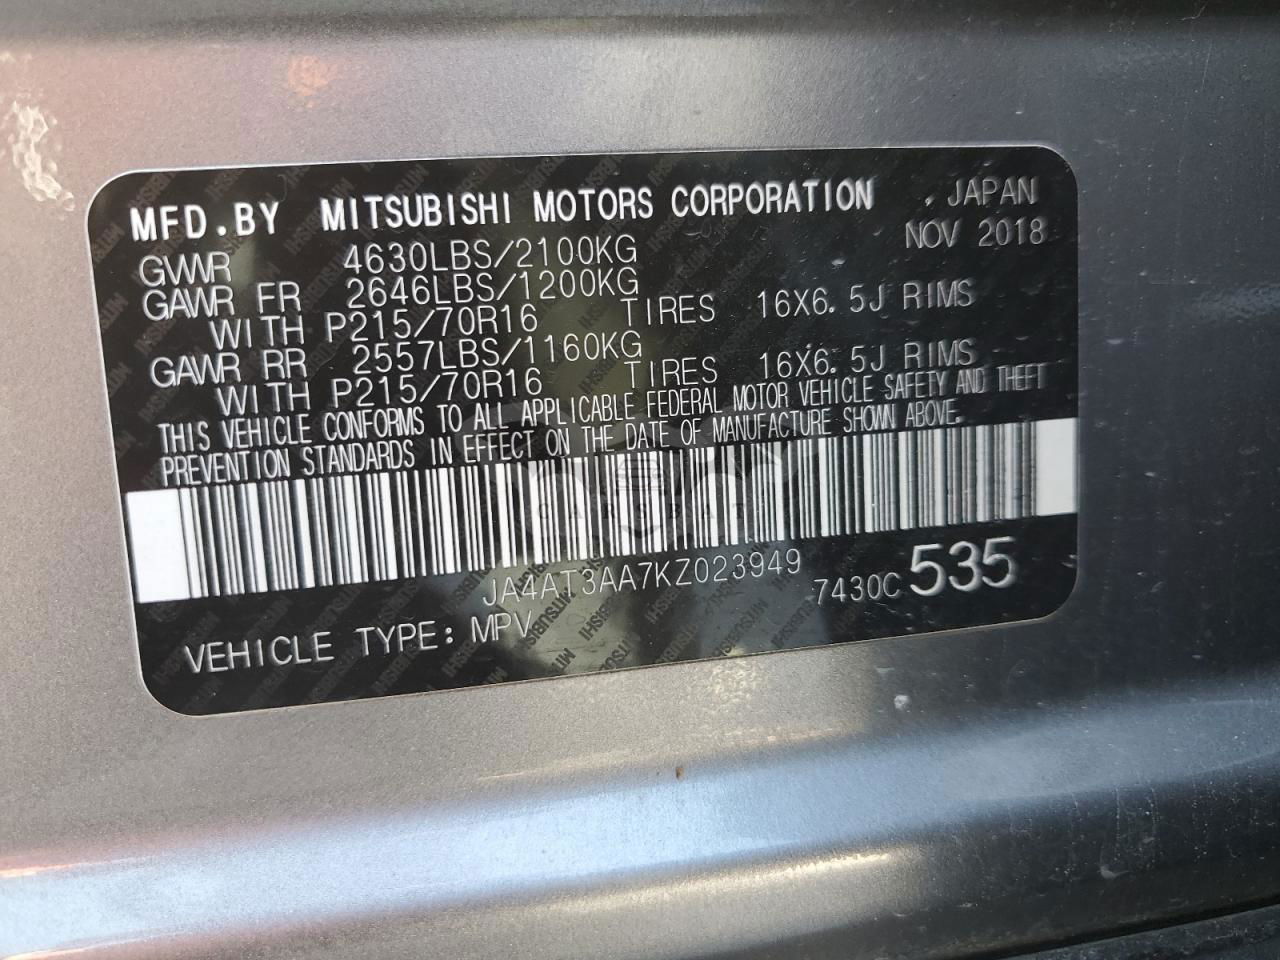 MFD.BY MITSUBISHI MOTORS CORPORATION , JAPAN
NOV 2018
GVWR 4630LBS/2100KG
GAWR FR 2646LBS/1200KG
WITH P215/70R16 TIRES 16X6.5J RIMS
GAWR RR 2557LBS/1160KG
WITH P215/70R16 TIRES 16X6.5J RIMS
THIS VEHICLE CONFORMS TO ALL APPLICABLE FEDERAL MOTOR VEHICLE SAFETY AND THEFT
PREVENTION STANDARDS IN EFFECT ON THE DATE OF MANUFACTURE SHOWN ABOVE.
CARSBAT
JA4AT3AA7KZ023949 7430C 535
VEHICLE TYPE: MPV